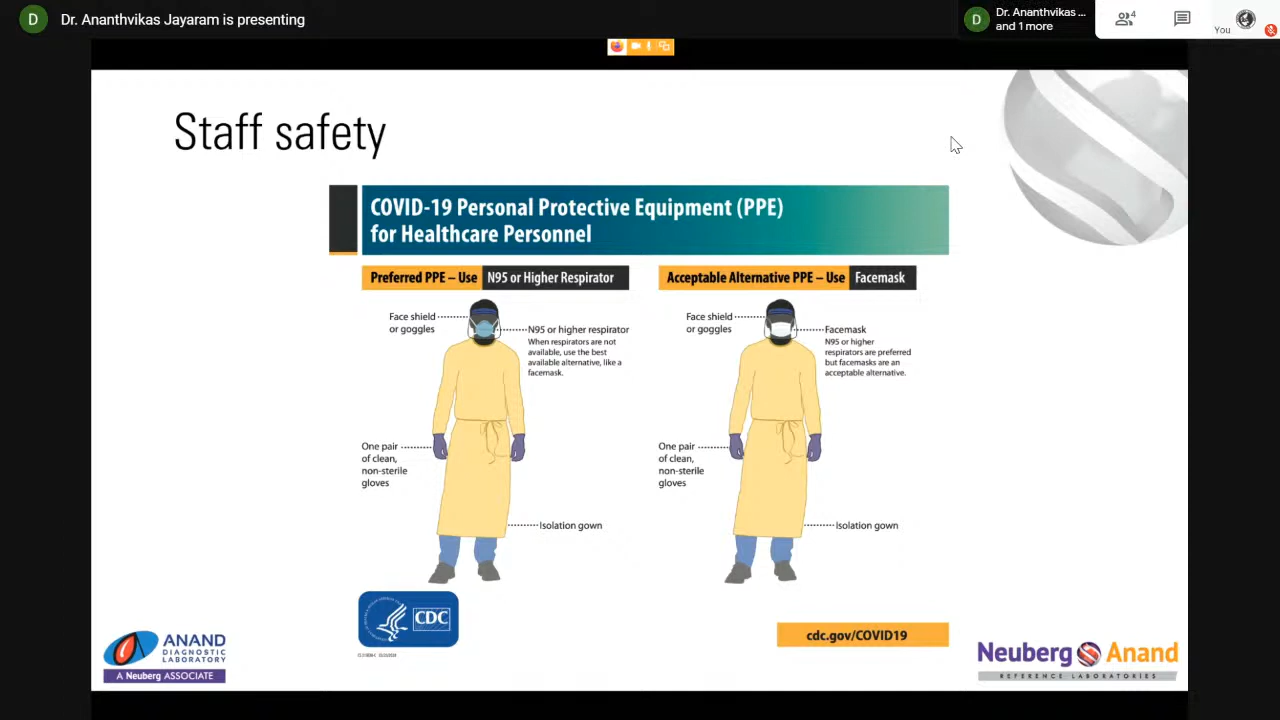 D
Dr. Ananthvikas Jayaram is presenting
D
Dr. Ananthvikas ...
and 1 more
4
You
Staff safety
COVID-19 Personal Protective Equipment (PPE)
for Healthcare Personnel
Preferred PPE – Use N95 or Higher Respirator
Face shield
or goggles
N95 or higher respirator
When respirators are not
available, use the best
available alternative, like a
facemask.
One pair
of clean,
non-sterile
gloves
Isolation gown
Acceptable Alternative PPE – Use Facemask
Face shield
or goggles
Facemask
N95 or higher
respirators are preferred
but facemasks are an
acceptable alternative.
One pair
of clean,
non-sterile
gloves
Isolation gown
CDC
cdc.gov/COVID19
ANAND
DIAGNOSTIC
LABORATORY
A Neuberg ASSOCIATE
Neuberg Anand
REFERENCE LABORATORIES